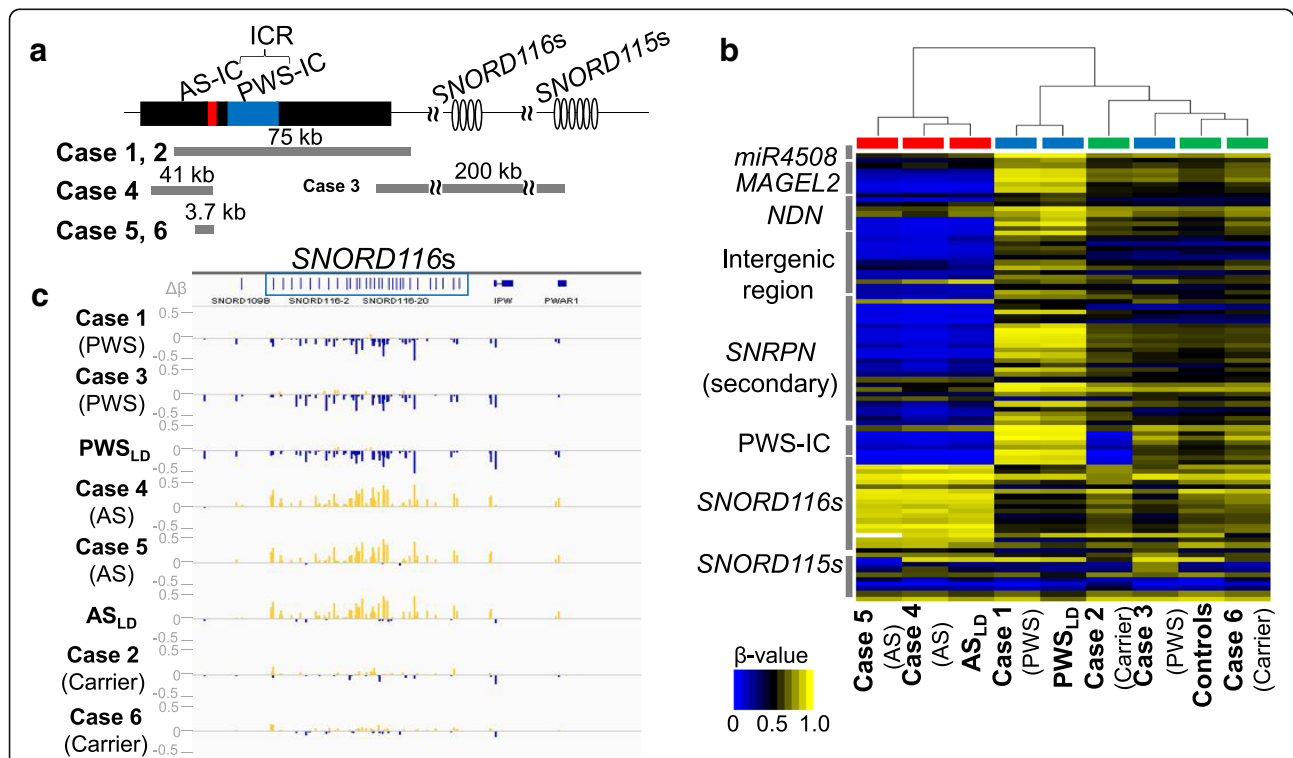 a
ICR
AS-IC
PWS-IC
SNORD116s
SNORD115s
75 kb
Case 1, 2
41 kb
Case 4
Case 3
200 kb
3.7 kb
Case 5, 6
c
SNORD116s
Δβ
SNORD109B
SNORD116-2
SNORD116-20
IPW
PWAR1
Case 1
(PWS)
0.5
0
-0.5
Case 3
(PWS)
0.5
0
-0.5
PWSLD
0.5
0
-0.5
Case 4
(AS)
0.5
0
-0.5
Case 5
(AS)
0.5
0
-0.5
ASLD
0.5
0
-0.5
Case 2
(Carrier)
0.5
0
-0.5
Case 6
(Carrier)
0.5
0
-0.5
b
miR4508
MAGEL2
NDN
Intergenic
region
SNRPN
(secondary)
PWS-IC
SNORD116s
SNORD115s
Case 5
(AS)
Case 4
(AS)
ASLD
Case 1
(PWS)
PWSLD
Case 2
(Carrier)
Case 3
(PWS)
Controls
Case 6
(Carrier)
β-value
0 0.5 1.0